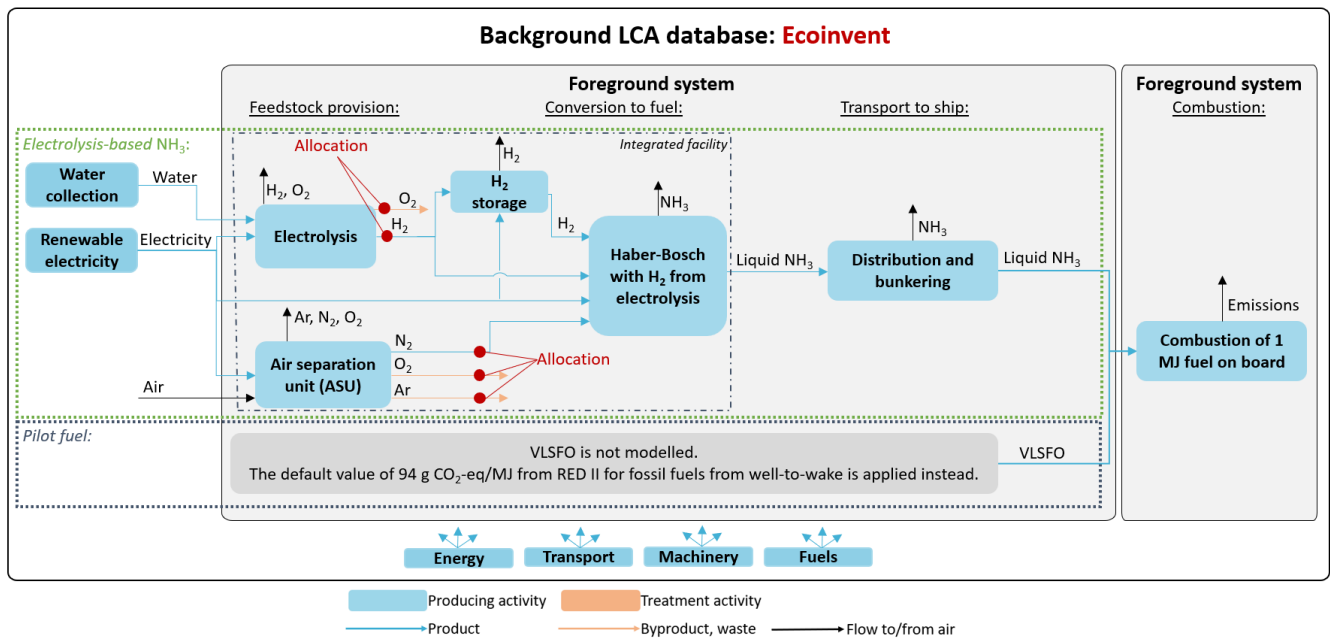 Background LCA database: Ecoinvent
Foreground system
Foreground system
Feedstock provision:
Conversion to fuel:
Transport to ship:
Combustion:
Electrolysis-based NH₃:
Integrated facility
Allocation
Water
collection
Water
H₂, O₂
O₂
H₂
H₂
H₂
storage
H₂
NH₃
Renewable
electricity
Electricity
Electrolysis
Haber-Bosch
with H₂ from
electrolysis
Liquid NH₃
NH₃
Distribution and
bunkering
Liquid NH₃
Emissions
Combustion of 1
MJ fuel on board
Ar, N₂, O₂
Air
Air separation
unit (ASU)
N₂
O₂
Ar
Allocation
Pilot fuel:
VLSFO is not modelled.
The default value of 94 g CO₂-eq/MJ from RED II for fossil fuels from well-to-wake is applied instead.
VLSFO
Energy
Transport
Machinery
Fuels
Producing activity
Treatment activity
Product
Byproduct, waste
Flow to/from air